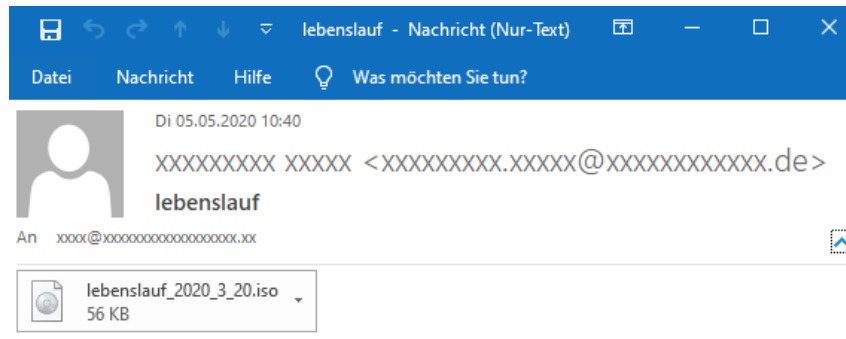 lebenslauf - Nachricht (Nur-Text)
Datei Nachricht Hilfe Was möchten Sie tun?
Di 05.05.2020 10:40
xxxxxxxxx xxxxx <xxxxxxxxx.xxxxx@xxxxxxxxxxxx.de>
lebenslauf
An xxxx@xxxxxxxxxxxxxxxxxx.xx
lebenslauf_2020_3_20.iso
56 KB